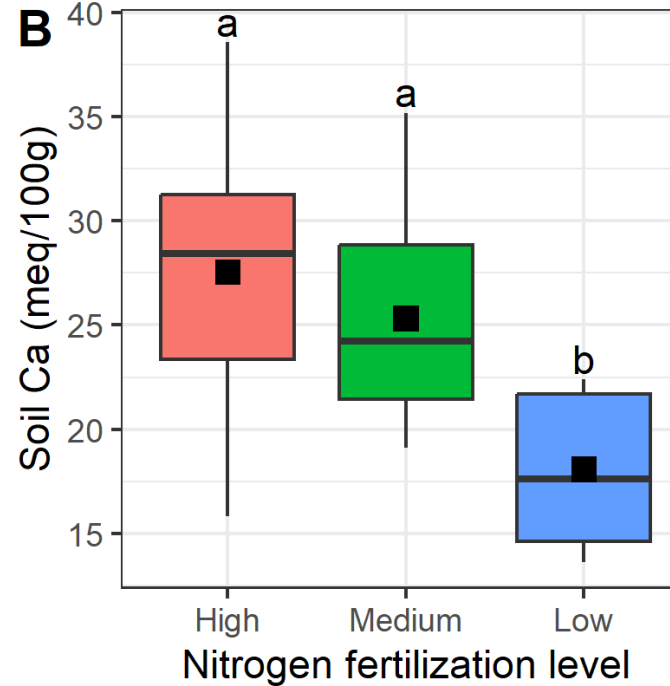 B
Soil Ca (meq/100g)
40
35
30
25
20
15
a
a
b
High Medium Low
Nitrogen fertilization level